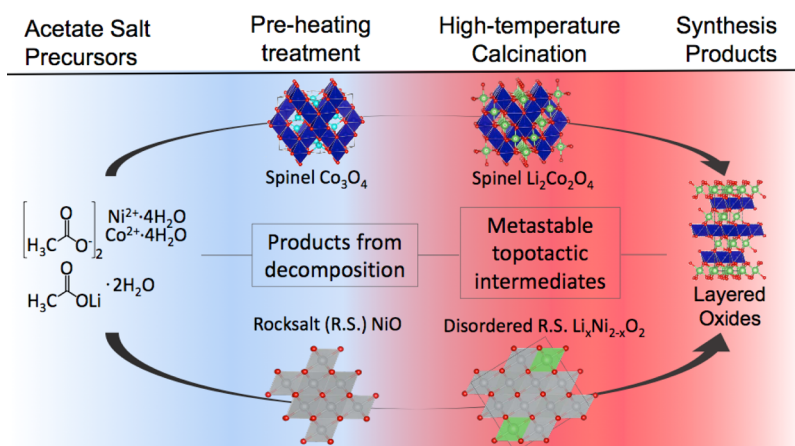 Acetate Salt
Precursors
Pre-heating
treatment
High-temperature
Calcination
Synthesis
Products
Spinel Co₃O₄
Spinel Li₂Co₂O₄
[H₃C O O⁻]₂ Ni²⁺·4H₂O
Co²⁺·4H₂O
H₃C O OLi ·2H₂O
Products from
decomposition
Metastable
topotactic
intermediates
Layered
Oxides
Rocksalt (R.S.) NiO
Disordered R.S. LiₓNi₂₋ₓO₂